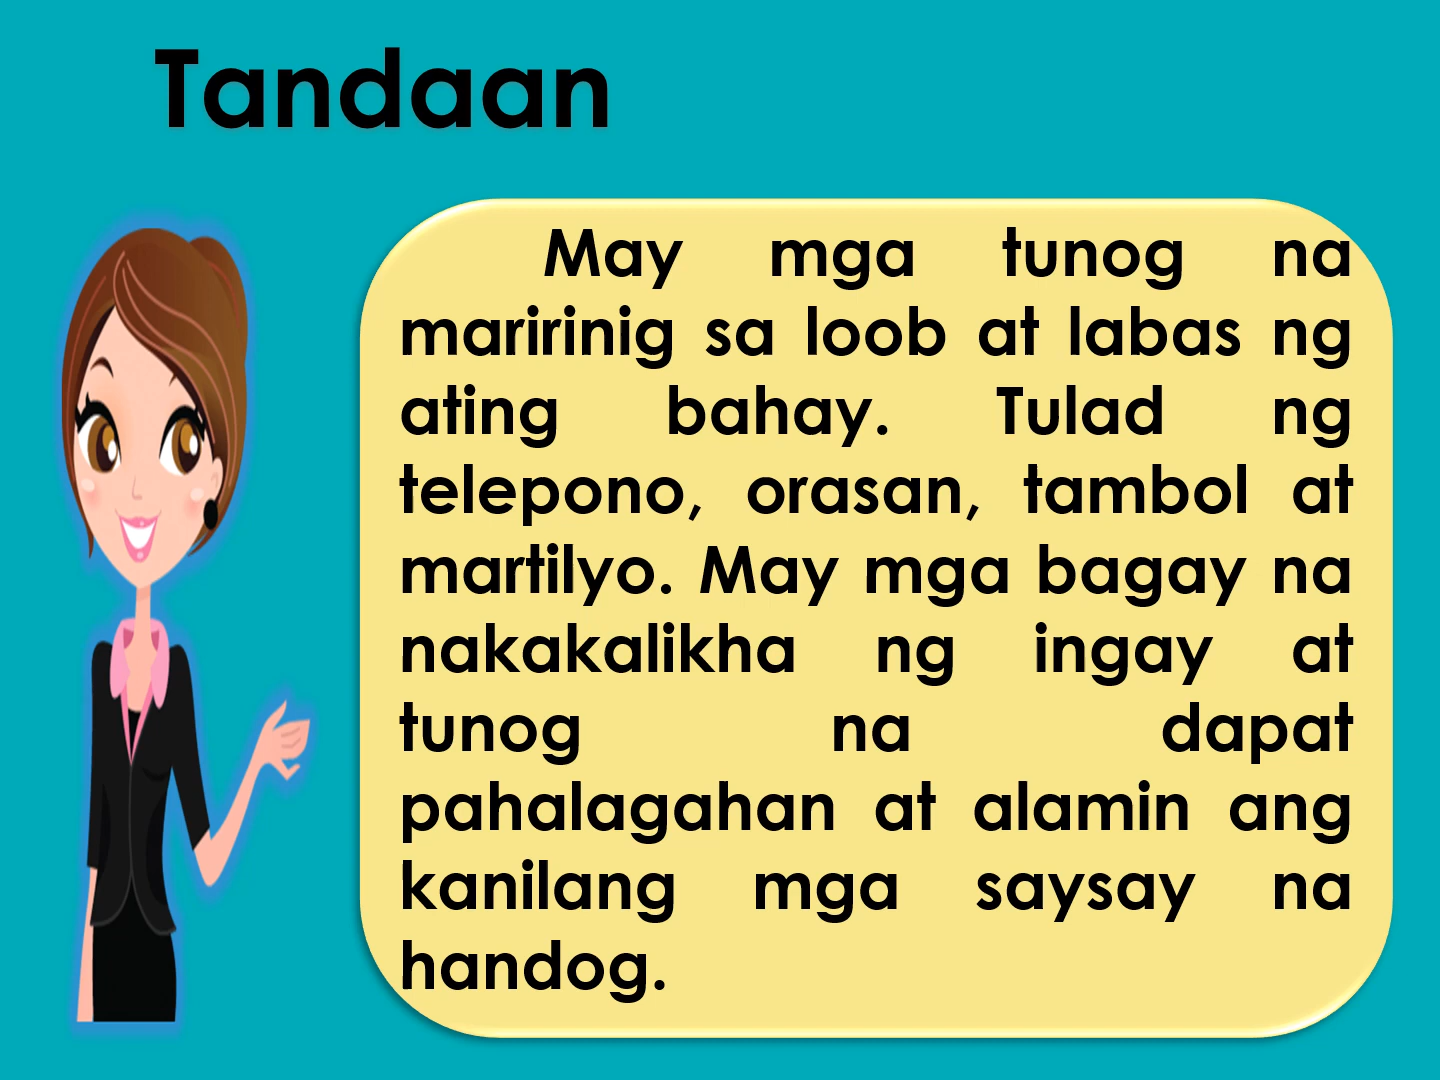 Tandaan
May mga tunog na
maririnig sa loob at labas ng
ating bahay. Tulad ng
telepono, orasan, tambol at
martilyo. May mga bagay na
nakakalikha ng ingay at
tunog na dapat
pahalagahan at alamin ang
kanilang mga saysay na
handog.